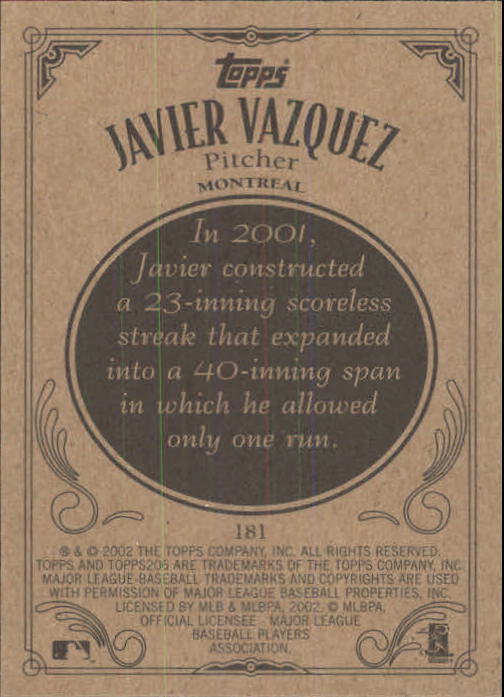 topps
JAVIER VAZQUEZ
Pitcher
MONTREAL
In 2001,
Javier constructed
a 23-inning scoreless
streak that expanded
into a 40-inning span
in which he allowed
only one run.
181
® & © 2002 THE TOPPS COMPANY, INC. ALL RIGHTS RESERVED.
TOPPS AND TOPPS206 ARE TRADEMARKS OF THE TOPPS COMPANY, INC.
MAJOR LEAGUE BASEBALL TRADEMARKS AND COPYRIGHTS ARE USED
WITH PERMISSION OF MAJOR LEAGUE BASEBALL PROPERTIES, INC.
LICENSED BY MLB & MLBPA, 2002. © MLBPA.
OFFICIAL LICENSEE - MAJOR LEAGUE
BASEBALL PLAYERS
ASSOCIATION.